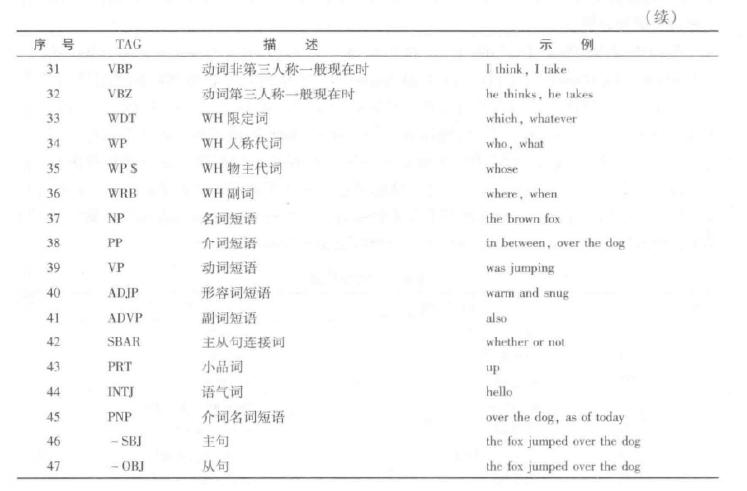 （续）
序 号 TAG 描 述 示 例
31 VBP 动词非第三人称一般现在时 I think, I take
32 VBZ 动词第三人称一般现在时 he thinks, he takes
33 WDT WH 限定词 which, whatever
34 WP WH 人称代词 who, what
35 WP $ WH 物主代词 whose
36 WRB WH 副词 where, when
37 NP 名词短语 the brown fox
38 PP 介词短语 in between, over the dog
39 VP 动词短语 was jumping
40 ADJP 形容词短语 warm and snug
41 ADVP 副词短语 also
42 SBAR 主从句连接词 whether or not
43 PRT 小品词 up
44 INTJ 语气词 hello
45 PNP 介词名词短语 over the dog, as of today
46 -SBJ 主句 the fox jumped over the dog
47 -OBJ 从句 the fox jumped over the dog